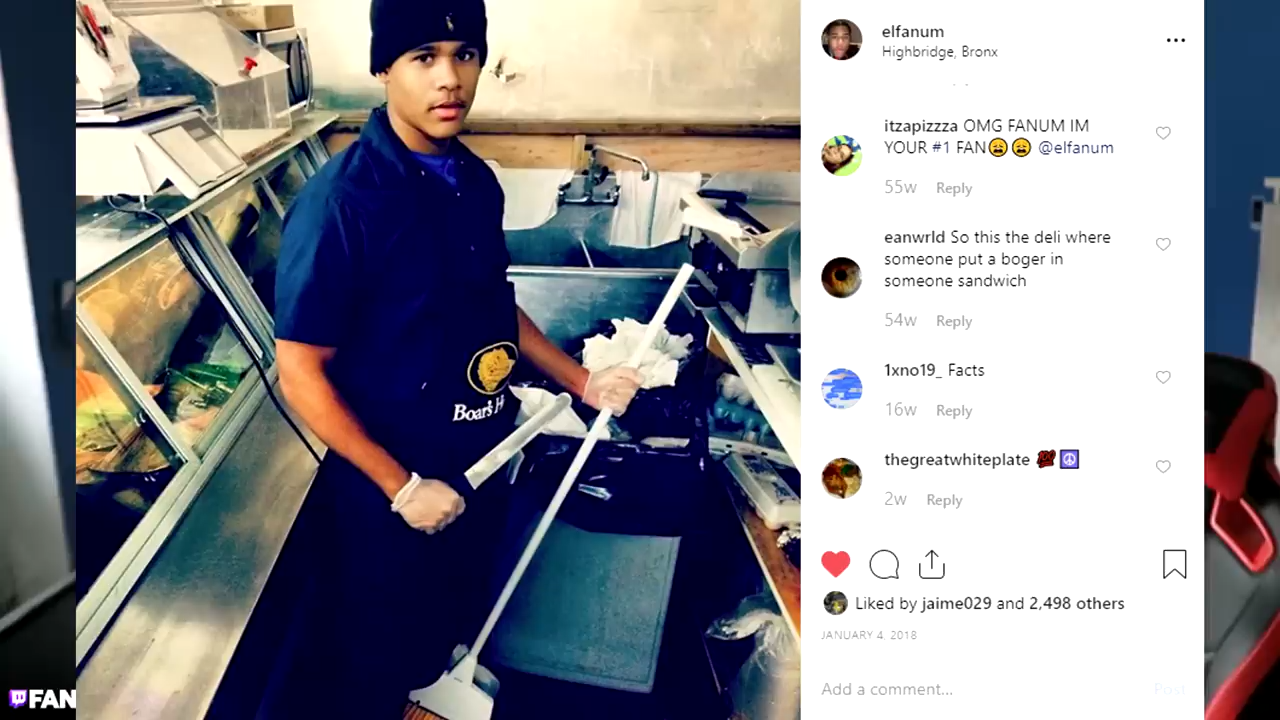 elfanum
Highbridge, Bronx
itzapizzza OMG FANUM IM
YOUR #1 FAN😩😩 @elfanum
55w Reply
eanwrld So this the deli where
someone put a boger in
someone sandwich
54w Reply
1xno19_ Facts
16w Reply
thegreatwhiteplate 💯☮️
2w Reply
Liked by jaime029 and 2,498 others
JANUARY 4, 2018
Add a comment...
Post
Boar's H
FAN